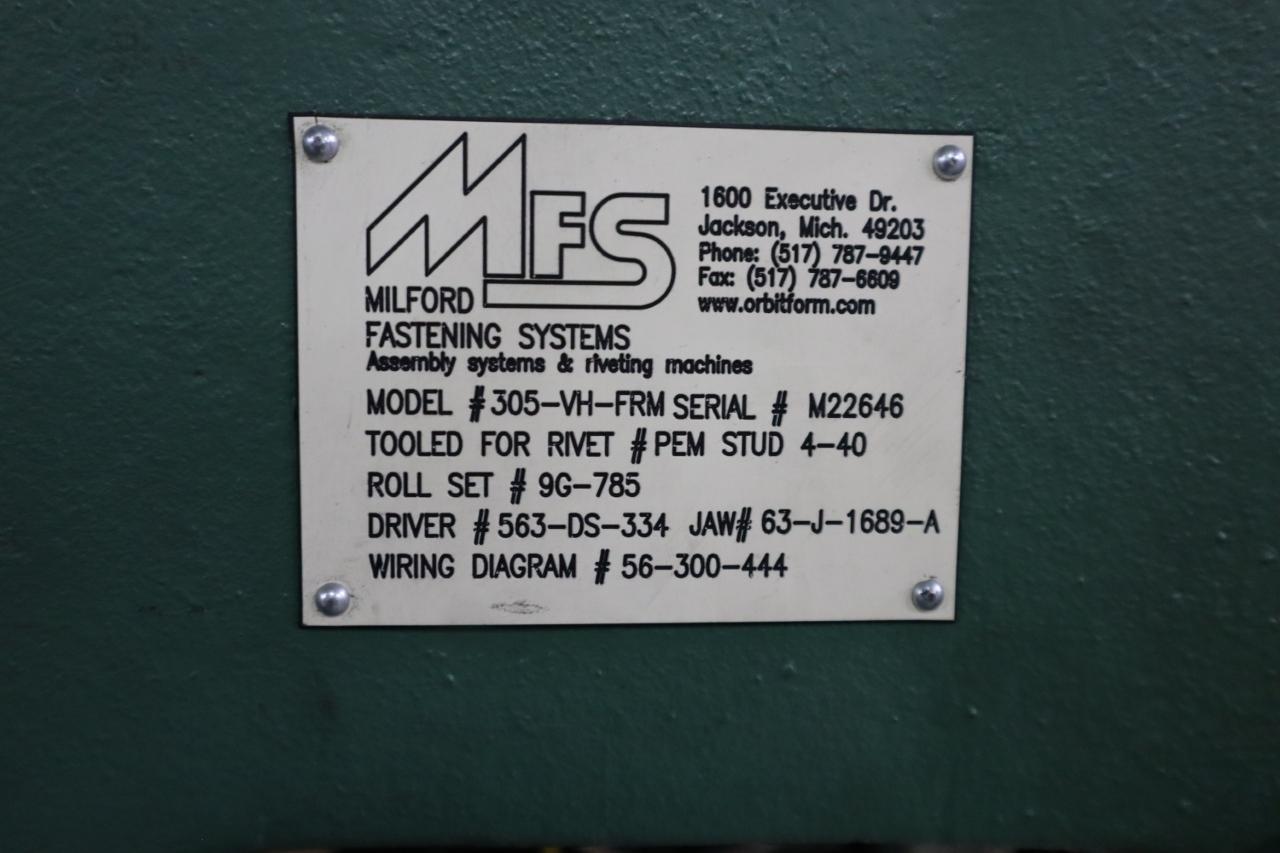 MFS
1600 Executive Dr.
Jackson, Mich. 49203
Phone: (517) 787-9447
Fax: (517) 787-6609
www.orbitform.com
MILFORD
FASTENING SYSTEMS
Assembly systems & riveting machines
MODEL # 305-VH-FRM SERIAL # M22646
TOOLED FOR RIVET # PEM STUD 4-40
ROLL SET # 9G-785
DRIVER # 563-DS-334 JAW# 63-J-1689-A
WIRING DIAGRAM # 56-300-444